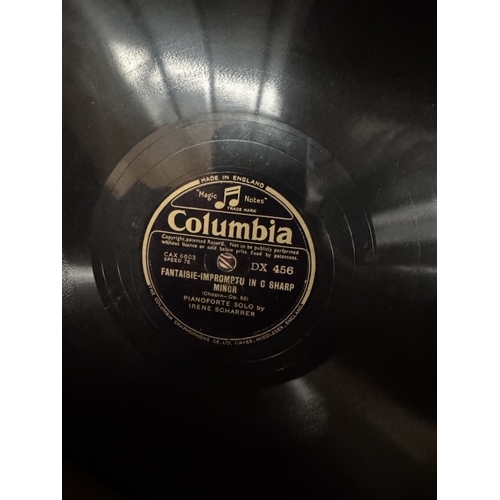 MADE IN ENGLAND
"Magic Notes"
TRADE MARK
Columbia
Copyright, patented Record. Not to be publicly performed
without licence or sold below price fixed by patentees.
CAX 6603
SPEED 78
DX 456
FANTAISIE-IMPROMPTU IN C SHARP
MINOR
(Chopin—Op. 66)
PIANOFORTE SOLO by
IRENE SCHARRER
THE COLUMBIA GRAPHOPHONE CO. LTD, HAYES, MIDDLESEX, ENGLAND.